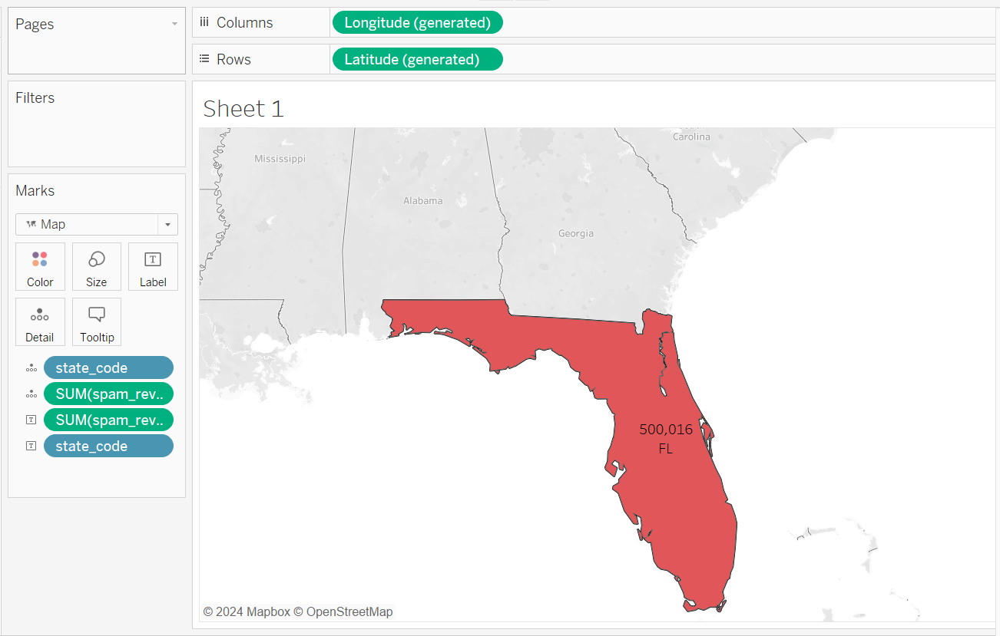 Pages
Columns
Longitude (generated)
Rows
Latitude (generated)
Filters
Sheet 1
Marks
Map
Color
Size
Label
Detail
Tooltip
state_code
SUM(spam_rev..
SUM(spam_rev..
state_code
Carolina
Mississippi
Alabama
Georgia
500,016
FL
© 2024 Mapbox © OpenStreetMap